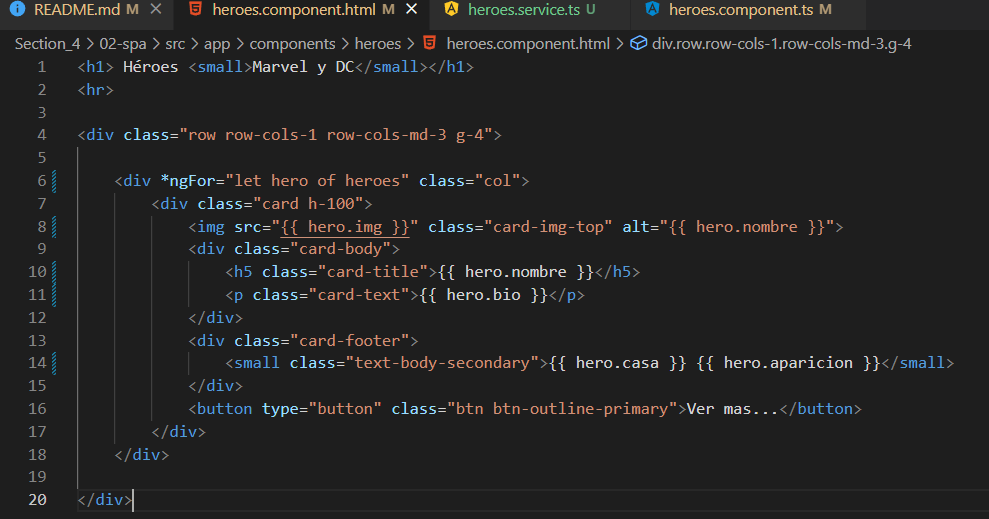 README.md M heroes.component.html M heroes.service.ts U heroes.component.ts M
Section_4 > 02-spa > src > app > components > heroes > heroes.component.html > div.row.row-cols-1.row-cols-md-3.g-4
1 <h1> Héroes <small>Marvel y DC</small></h1>
2 <hr>
3
4 <div class="row row-cols-1 row-cols-md-3 g-4">
5
6 <div *ngFor="let hero of heroes" class="col">
7 <div class="card h-100">
8 <img src="{{ hero.img }}" class="card-img-top" alt="{{ hero.nombre }}">
9 <div class="card-body">
10 <h5 class="card-title">{{ hero.nombre }}</h5>
11 <p class="card-text">{{ hero.bio }}</p>
12 </div>
13 <div class="card-footer">
14 <small class="text-body-secondary">{{ hero.casa }} {{ hero.aparicion }}</small>
15 </div>
16 <button type="button" class="btn btn-outline-primary">Ver mas...</button>
17 </div>
18 </div>
19
20 </div>